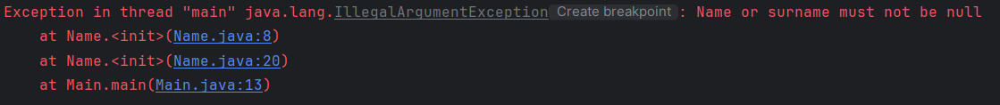 Exception in thread "main" java.lang.IllegalArgumentException Create breakpoint : Name or surname must not be null
at Name.<init>(Name.java:8)
at Name.<init>(Name.java:20)
at Main.main(Main.java:13)